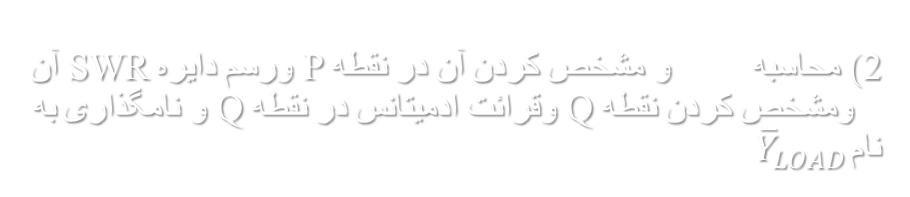 2) محاسبه و مشخص کردن آن در نقطه P ورسم دایره SWR آن
ومشخص کردن نقطه Q وقرائت ادمیتانس در نقطه Q و نامگذاری به
نام Y̅LOAD